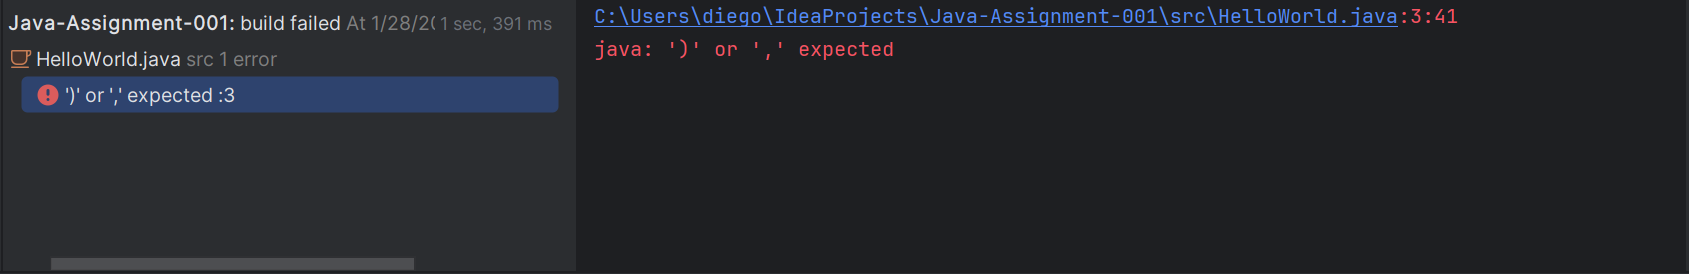 Java-Assignment-001: build failed At 1/28/20 1 sec, 391 ms
HelloWorld.java src 1 error
')' or ',' expected :3
C:\Users\diego\IdeaProjects\Java-Assignment-001\src\HelloWorld.java:3:41
java: ')' or ',' expected